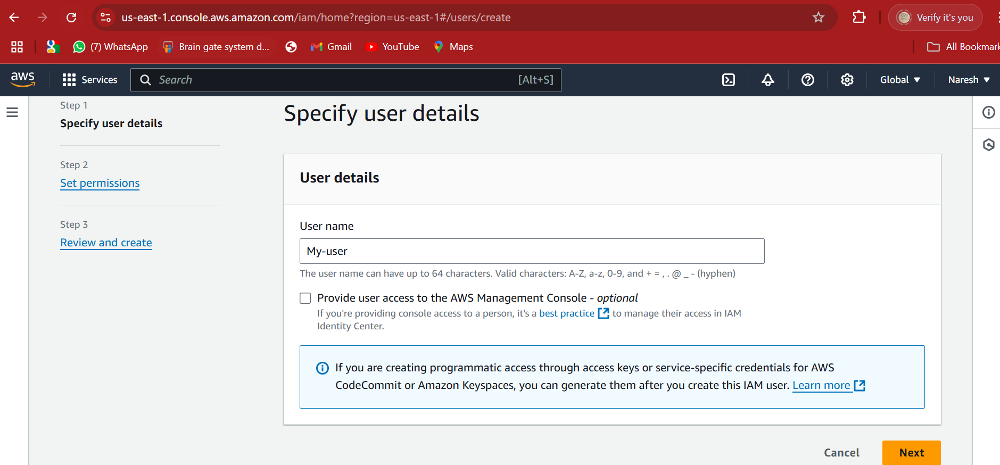 us-east-1.console.aws.amazon.com/iam/home?region=us-east-1#/users/create
Verify it's you
(7) WhatsApp
Brain gate system d...
Gmail
YouTube
Maps
All Bookmark
aws
Services
Search
[Alt+S]
Global
Naresh
Step 1
Specify user details
Step 2
Set permissions
Step 3
Review and create
Specify user details
User details
User name
My-user
The user name can have up to 64 characters. Valid characters: A-Z, a-z, 0-9, and + = , . @ _ - (hyphen)
Provide user access to the AWS Management Console - optional
If you're providing console access to a person, it's a best practice to manage their access in IAM
Identity Center.
If you are creating programmatic access through access keys or service-specific credentials for AWS
CodeCommit or Amazon Keyspaces, you can generate them after you create this IAM user. Learn more
Cancel
Next